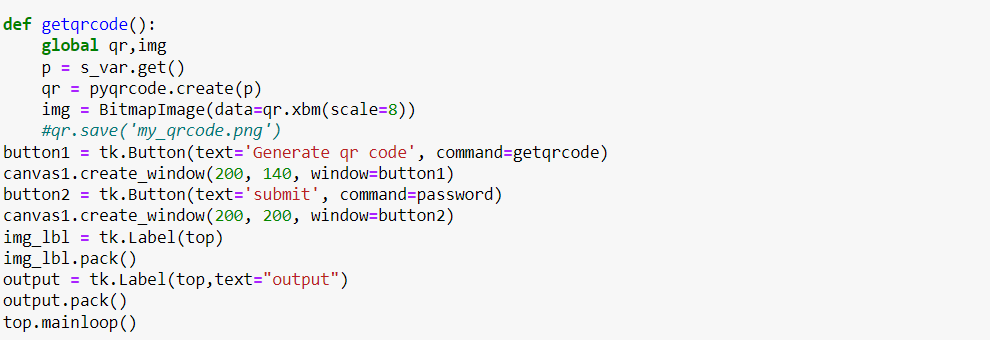 def getqrcode():
    global qr,img
    p = s_var.get()
    qr = pyqrcode.create(p)
    img = BitmapImage(data=qr.xbm(scale=8))
    #qr.save('my_qrcode.png')
button1 = tk.Button(text='Generate qr code', command=getqrcode)
canvas1.create_window(200, 140, window=button1)
button2 = tk.Button(text='submit', command=password)
canvas1.create_window(200, 200, window=button2)
img_lbl = tk.Label(top)
img_lbl.pack()
output = tk.Label(top,text="output")
output.pack()
top.mainloop()